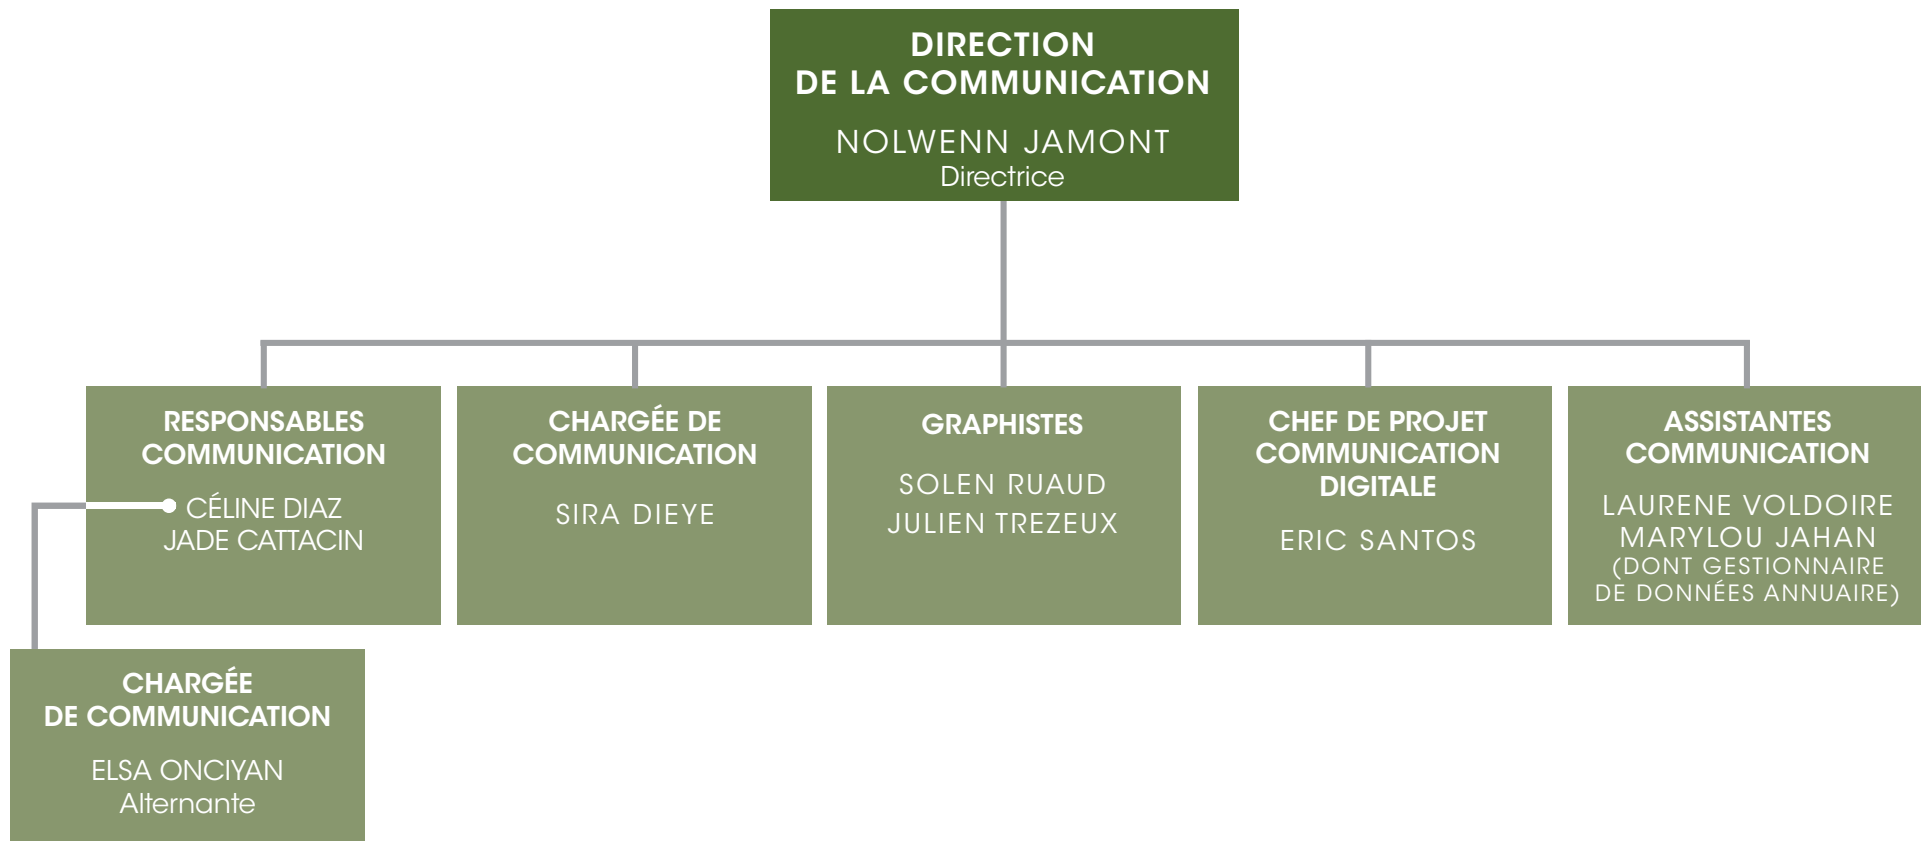 DIRECTION
DE LA COMMUNICATION
NOLWENN JAMONT
Directrice
RESPONSABLES
COMMUNICATION
CÉLINE DIAZ
JADE CATTACIN
CHARGÉE DE
COMMUNICATION
SIRA DIEYE
GRAPHISTES
SOLEN RUAUD
JULIEN TREZEUX
CHEF DE PROJET
COMMUNICATION
DIGITALE
ERIC SANTOS
ASSISTANTES
COMMUNICATION
LAURENE VOLDOIRE
MARYLOU JAHAN
(DONT GESTIONNAIRE
DE DONNÉES ANNUAIRE)
CHARGÉE
DE COMMUNICATION
ELSA ONCIYAN
Alternante